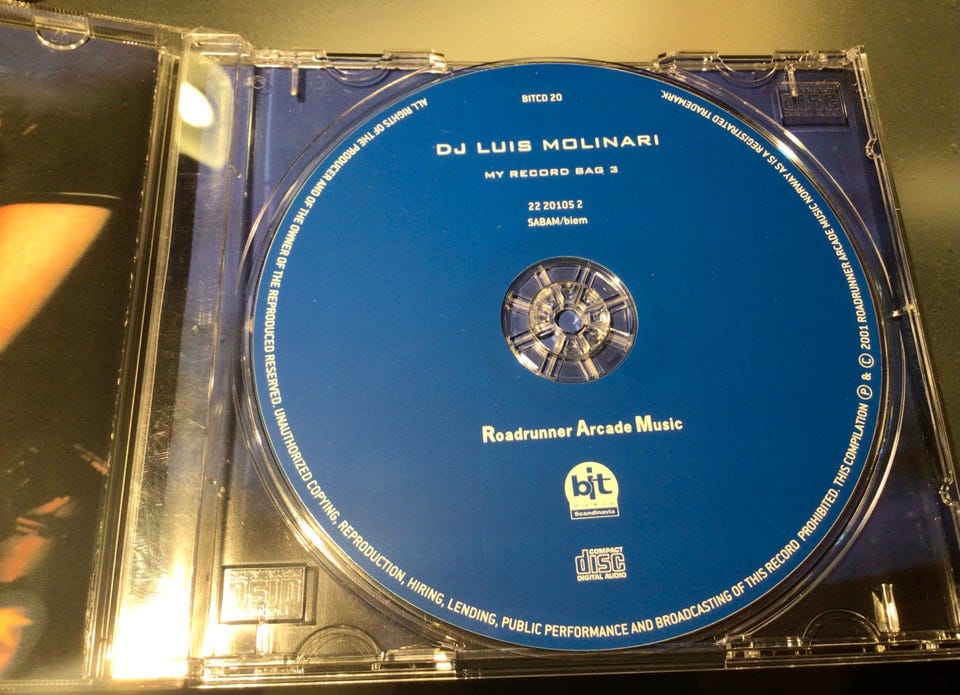 BITCD 20
DJ LUIS MOLINARI
MY RECORD BAG 3
22 20105 2
SABAM/biem
Roadrunner Arcade Music
bit
Scandinavia
COMPACT
disc
DIGITAL AUDIO
ALL RIGHTS OF THE PRODUCER AND OF THE OWNER OF THE REPRODUCED RESERVED. UNAUTHORIZED COPYING, REPRODUCTION, HIRING, LENDING, PUBLIC PERFORMANCE AND BROADCASTING OF THIS RECORD PROHIBITED. THIS COMPILATION Ⓟ & © 2001 ROADRUNNER ARCADE MUSIC NORWAY AS IS A REGISTRATED TRADEMARK.
disc